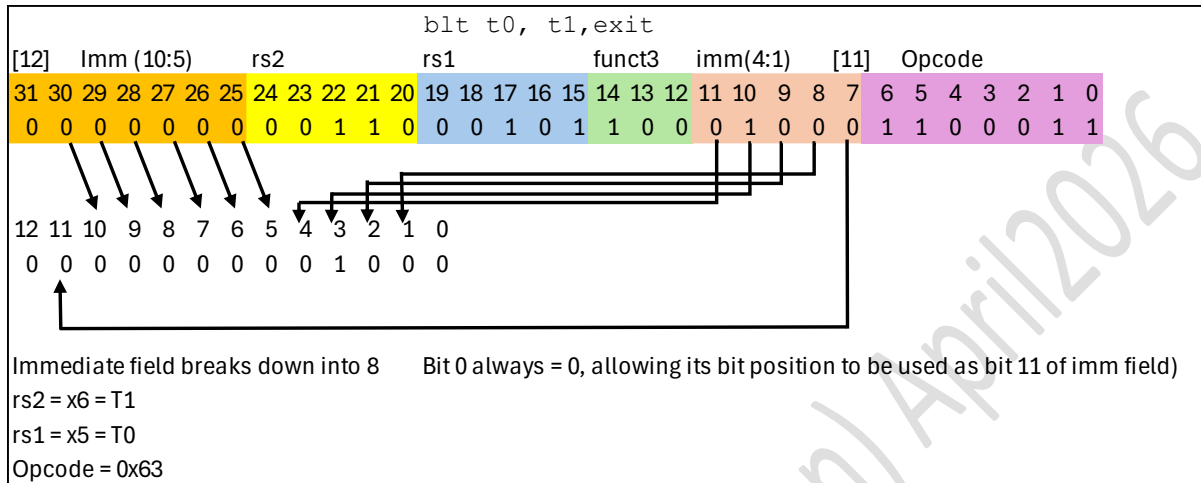 blt t0, t1,exit
[12] Imm (10:5) rs2 rs1 funct3 imm(4:1) [11] Opcode
31 30 29 28 27 26 25 24 23 22 21 20 19 18 17 16 15 14 13 12 11 10 9 8 7 6 5 4 3 2 1 0
0 0 0 0 0 0 0 0 0 1 1 0 0 0 1 0 1 1 0 0 0 1 0 0 0 1 1 0 0 0 1 1
12 11 10 9 8 7 6 5 4 3 2 1 0
0 0 0 0 0 0 0 0 0 1 0 0 0
Immediate field breaks down into 8 Bit 0 always = 0, allowing its bit position to be used as bit 11 of imm field)
rs2 = x6 = T1
rs1 = x5 = T0
Opcode = 0x63
n) April2026